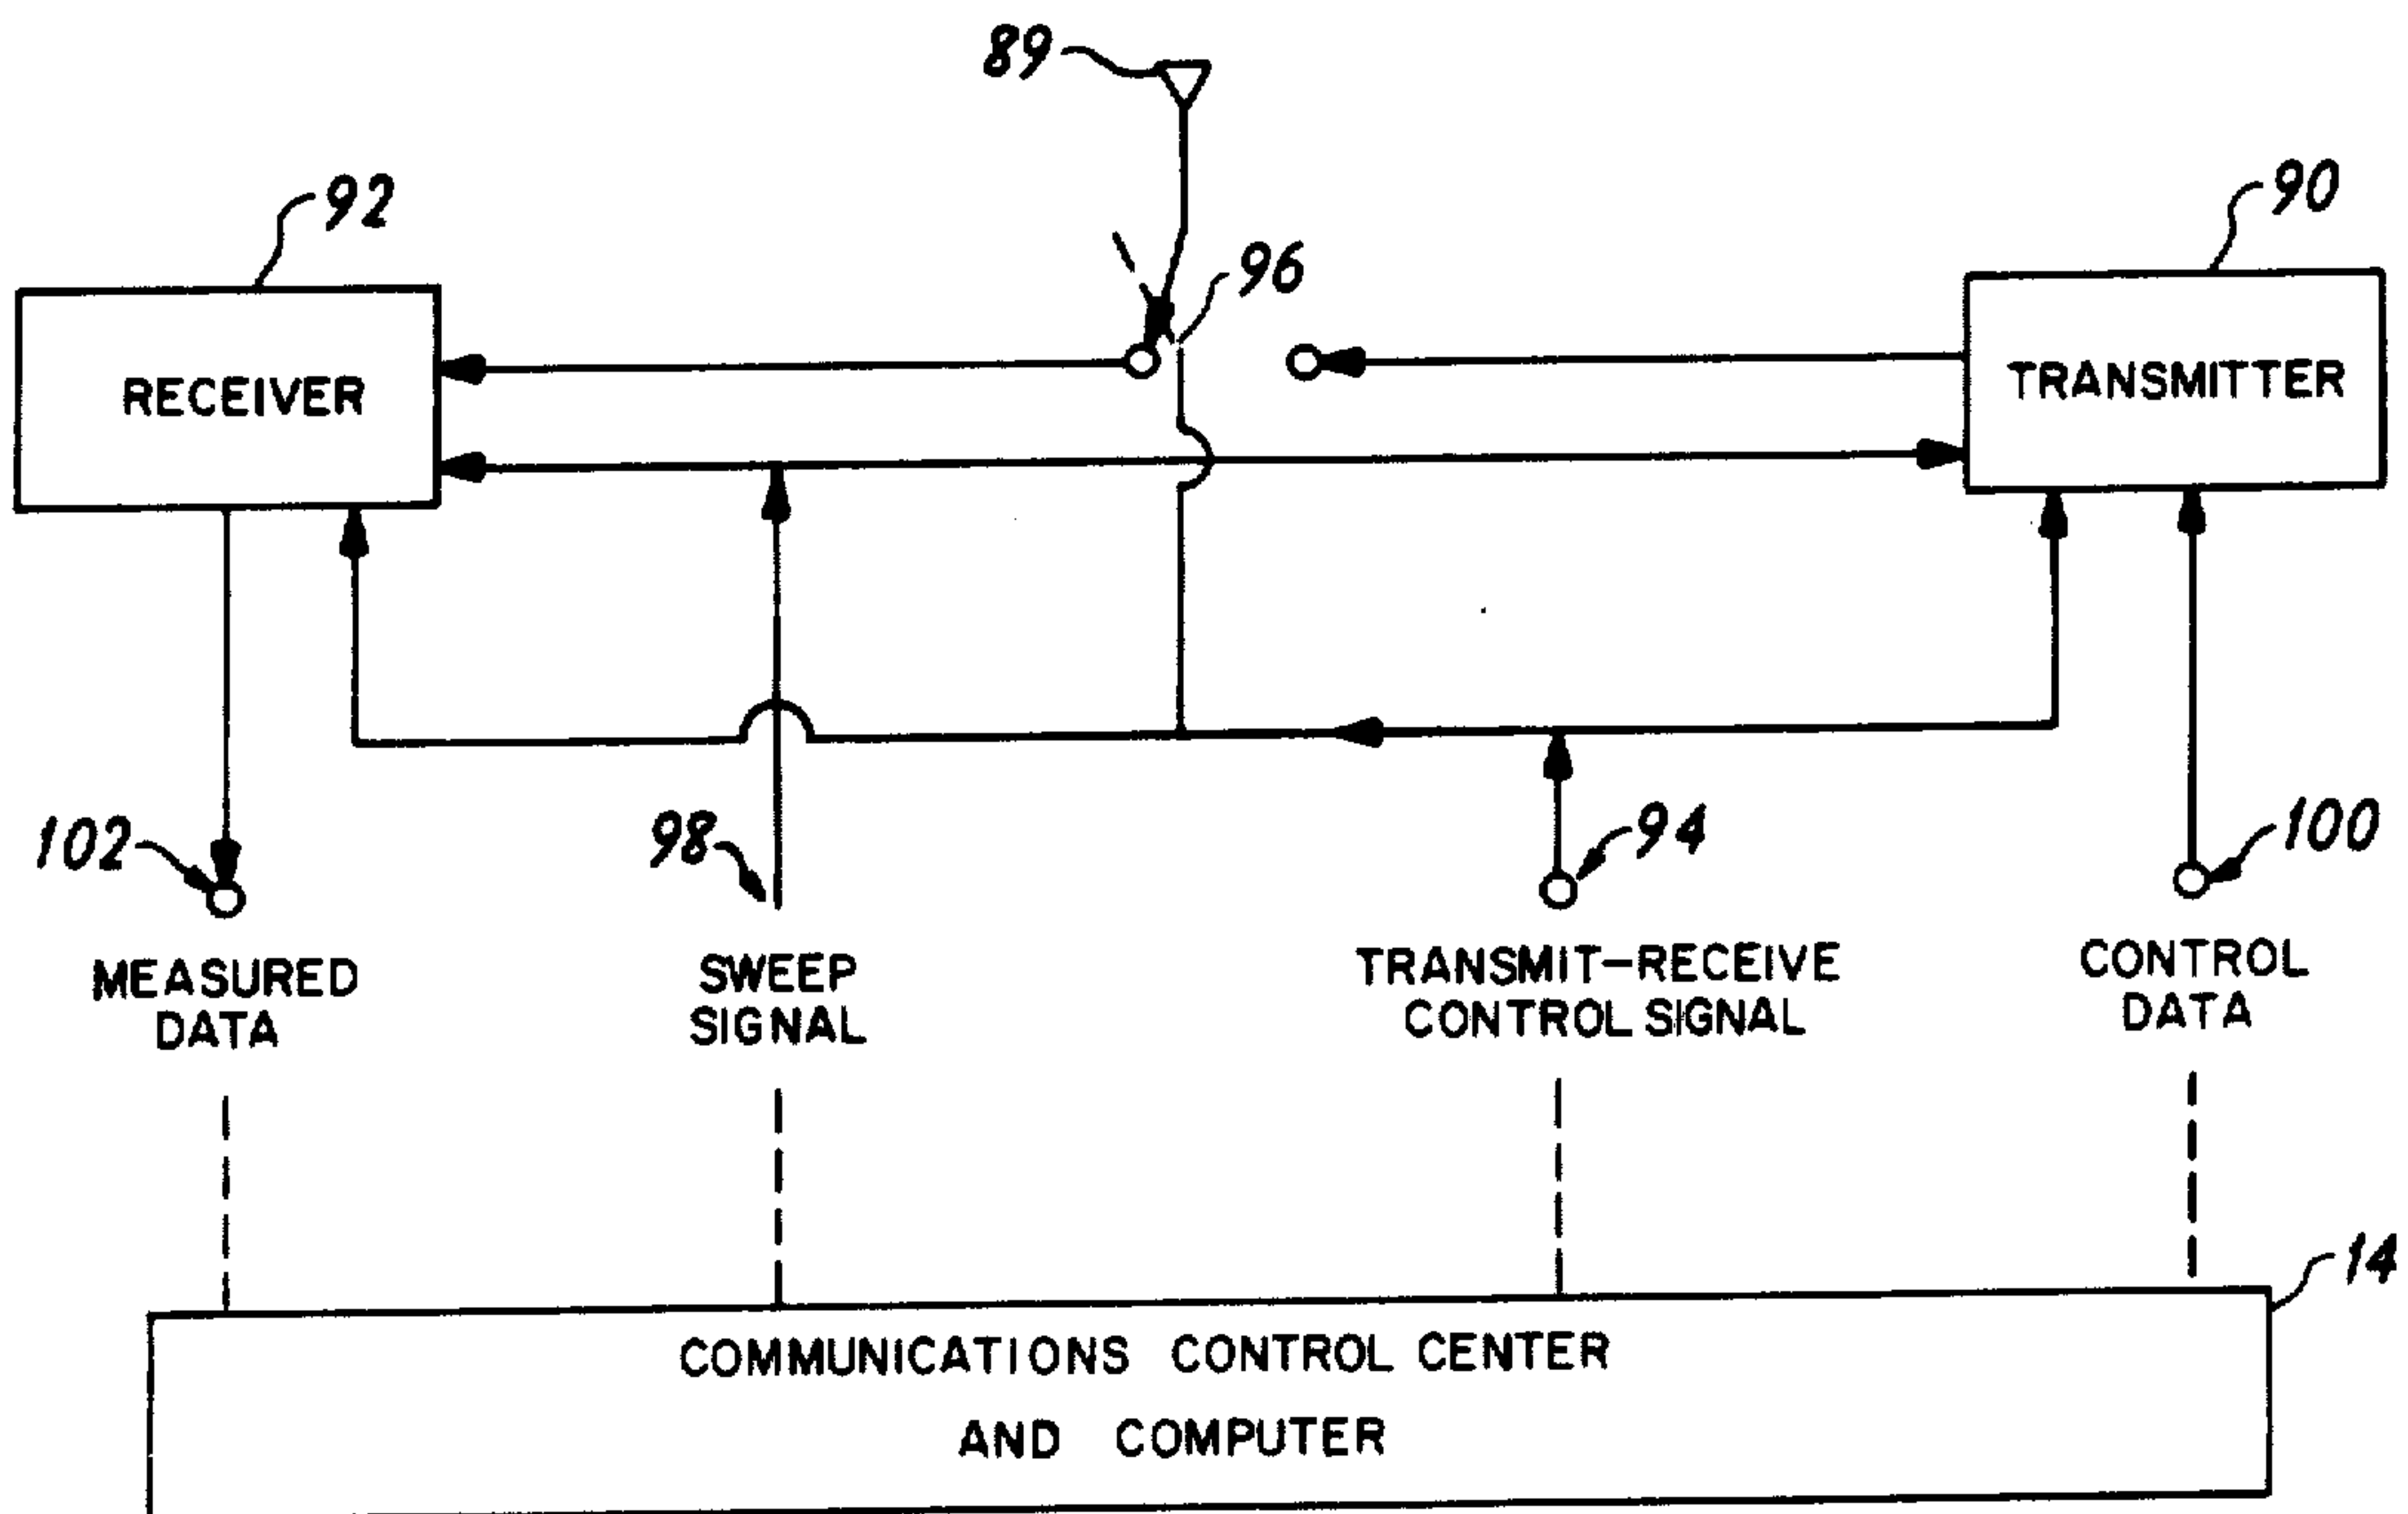 89
92
90
96
RECEIVER
TRANSMITTER
102
98
94
100
MEASURED
DATA
SWEEP
SIGNAL
TRANSMIT-RECEIVE
CONTROL SIGNAL
CONTROL
DATA
14
COMMUNICATIONS CONTROL CENTER
AND COMPUTER